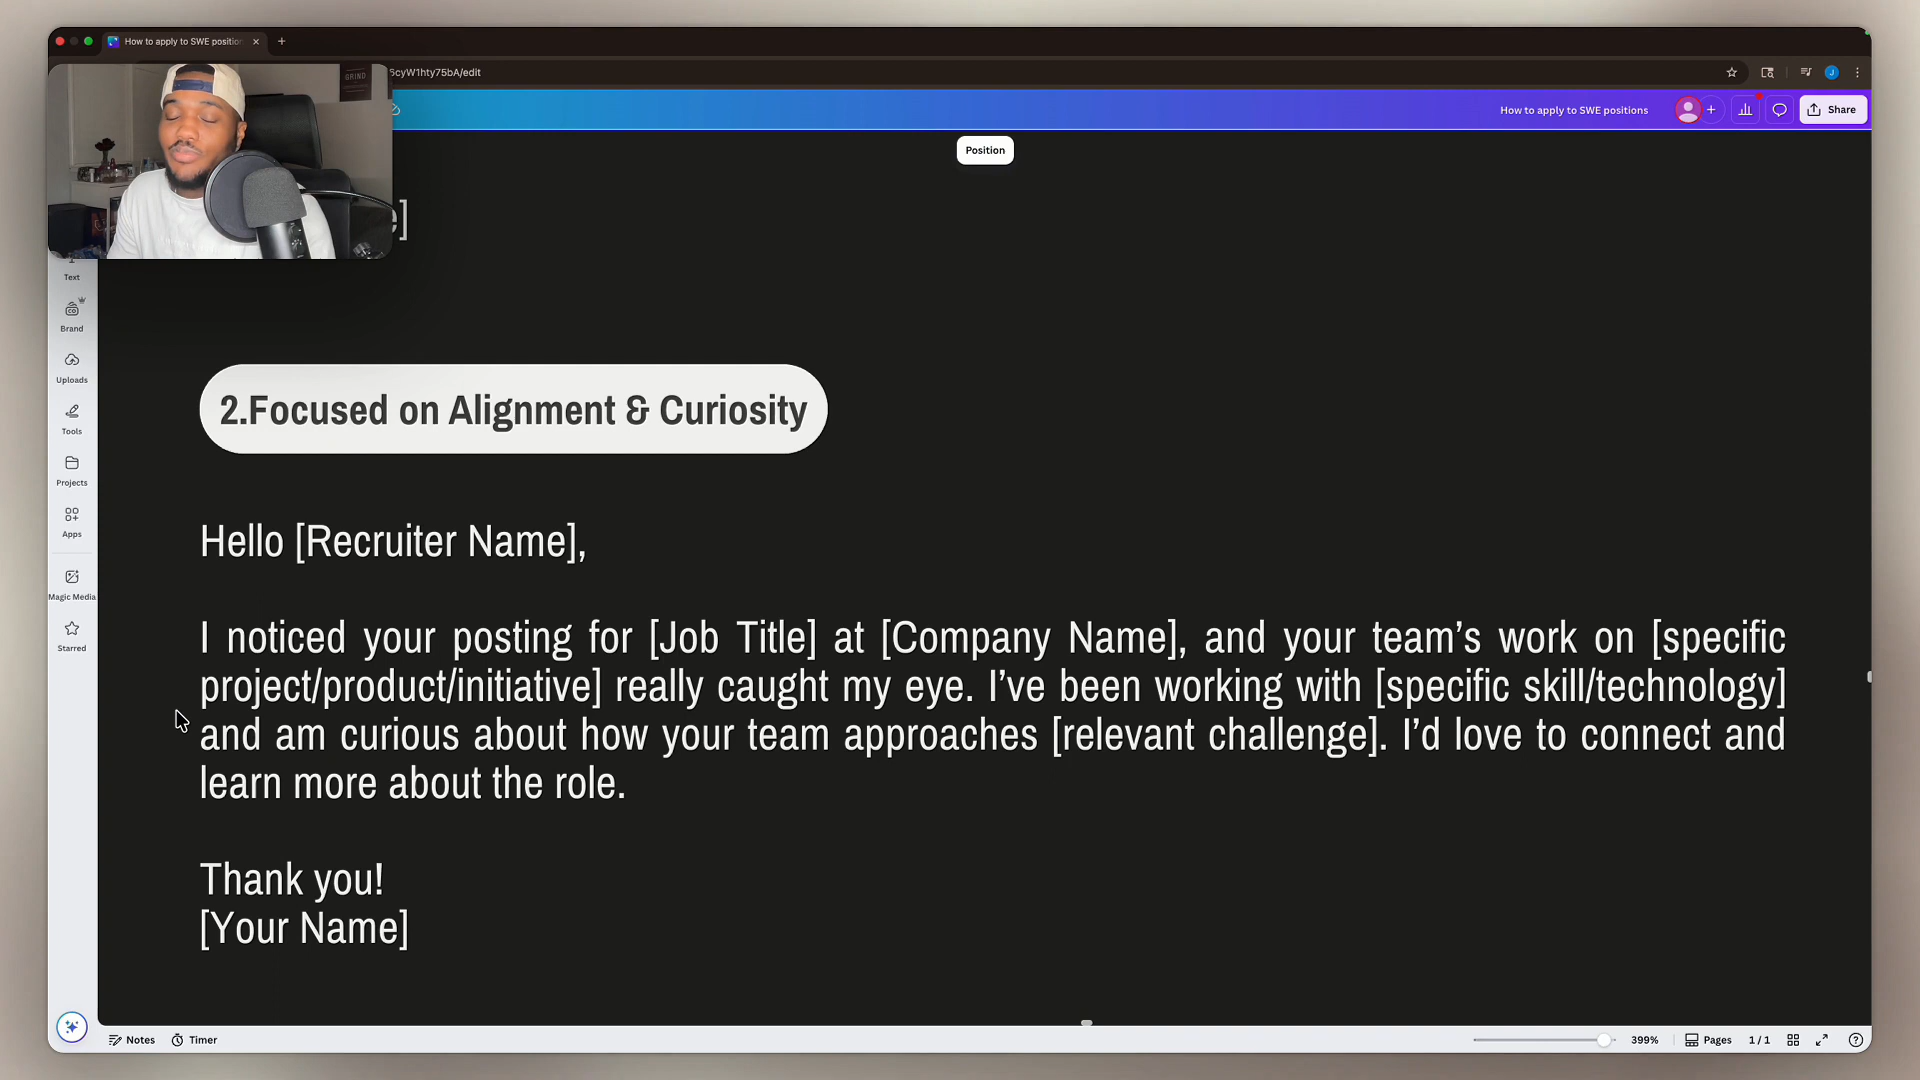 How to apply to SWE position
GRIND
6cyW1hty75bA/edit
J
How to apply to SWE positions
Share
Position
e]
Text
Brand
Uploads
Tools
Projects
Apps
Magic Media
Starred
2.Focused on Alignment & Curiosity
Hello [Recruiter Name],
I noticed your posting for [Job Title] at [Company Name], and your team’s work on [specific
project/product/initiative] really caught my eye. I’ve been working with [specific skill/technology]
and am curious about how your team approaches [relevant challenge]. I’d love to connect and
learn more about the role.
Thank you!
[Your Name]
Notes
Timer
399%
Pages
1 / 1